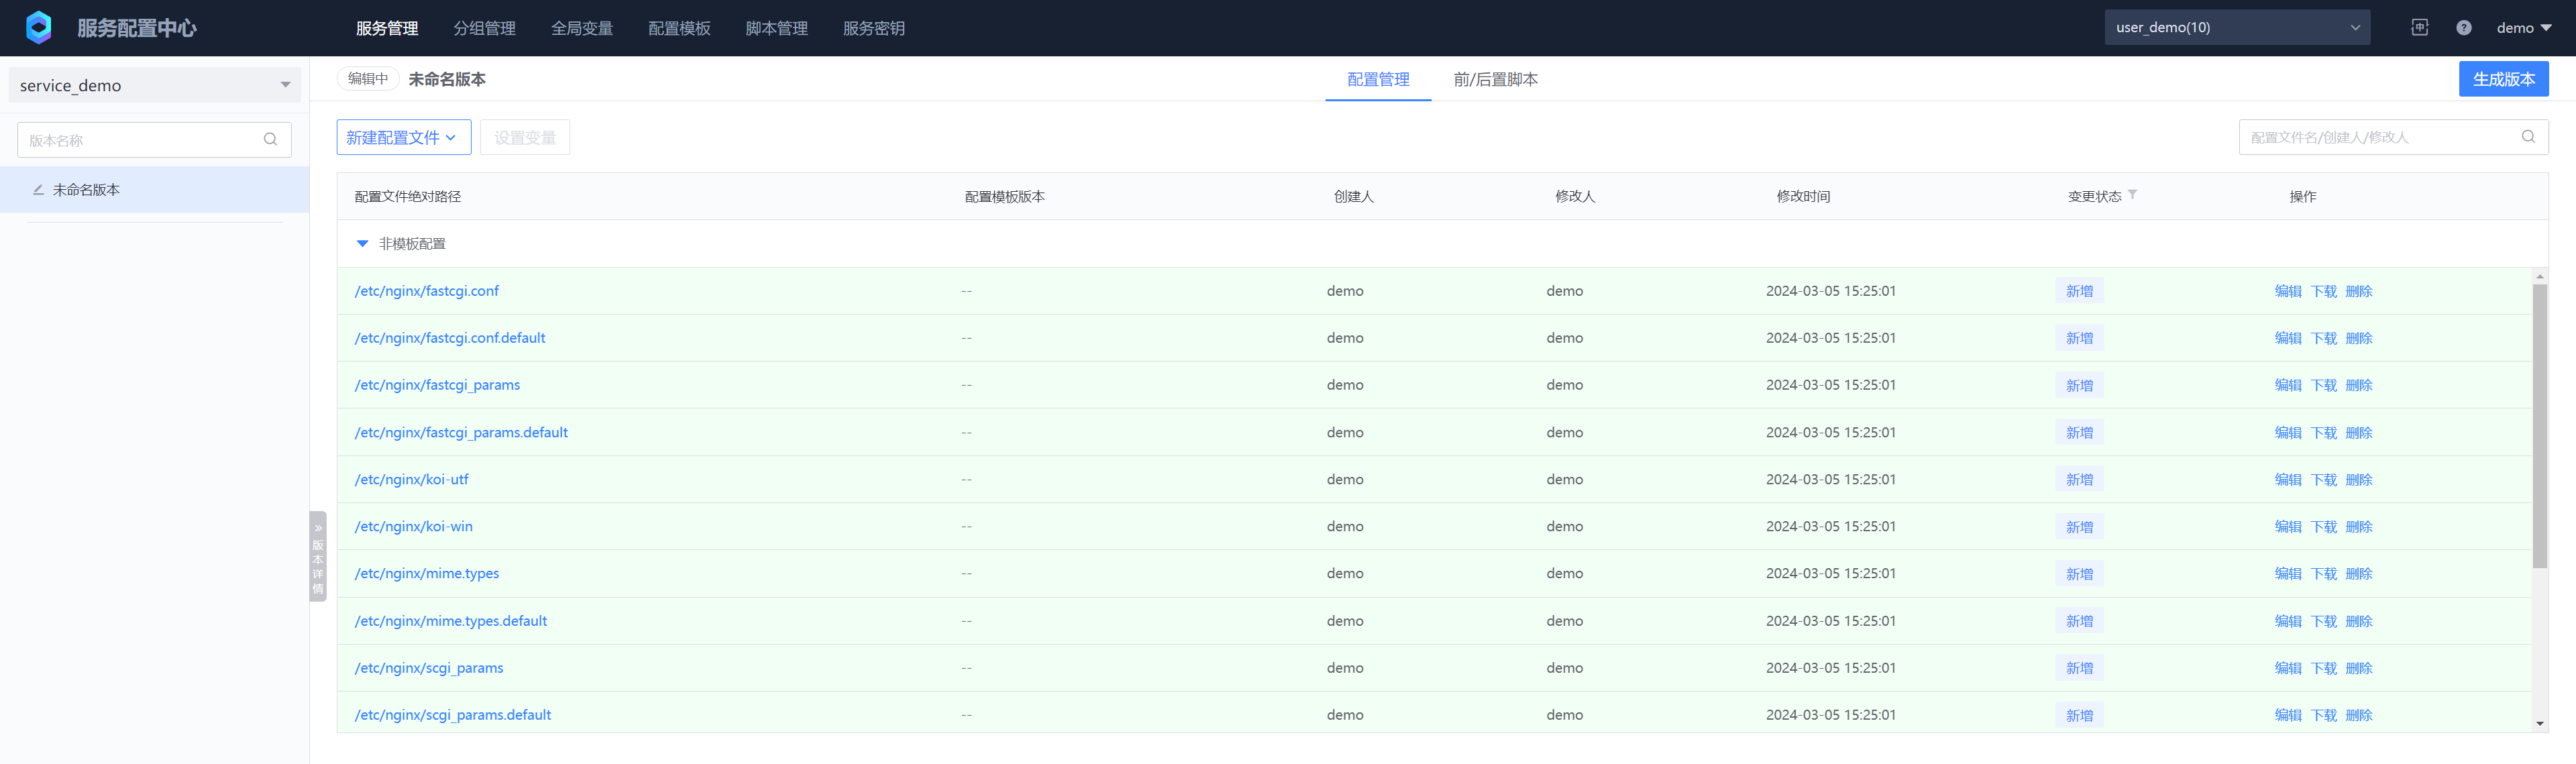 服务配置中心 服务管理 分组管理 全局变量 配置模板 脚本管理 服务密钥 user_demo(10) 中 ? demo
service_demo
版本名称
未命名版本
编辑中 未命名版本 配置管理 前/后置脚本 生成版本
新建配置文件 设置变量 配置文件名/创建人/修改人
配置文件绝对路径 配置模板版本 创建人 修改人 修改时间 变更状态 操作
非模板配置
/etc/nginx/fastcgi.conf -- demo demo 2024-03-05 15:25:01 新增 编辑 下载 删除
/etc/nginx/fastcgi.conf.default -- demo demo 2024-03-05 15:25:01 新增 编辑 下载 删除
/etc/nginx/fastcgi_params -- demo demo 2024-03-05 15:25:01 新增 编辑 下载 删除
/etc/nginx/fastcgi_params.default -- demo demo 2024-03-05 15:25:01 新增 编辑 下载 删除
/etc/nginx/koi-utf -- demo demo 2024-03-05 15:25:01 新增 编辑 下载 删除
/etc/nginx/koi-win -- demo demo 2024-03-05 15:25:01 新增 编辑 下载 删除
/etc/nginx/mime.types -- demo demo 2024-03-05 15:25:01 新增 编辑 下载 删除
/etc/nginx/mime.types.default -- demo demo 2024-03-05 15:25:01 新增 编辑 下载 删除
/etc/nginx/scgi_params -- demo demo 2024-03-05 15:25:01 新增 编辑 下载 删除
/etc/nginx/scgi_params.default -- demo demo 2024-03-05 15:25:01 新增 编辑 下载 删除
版本详情